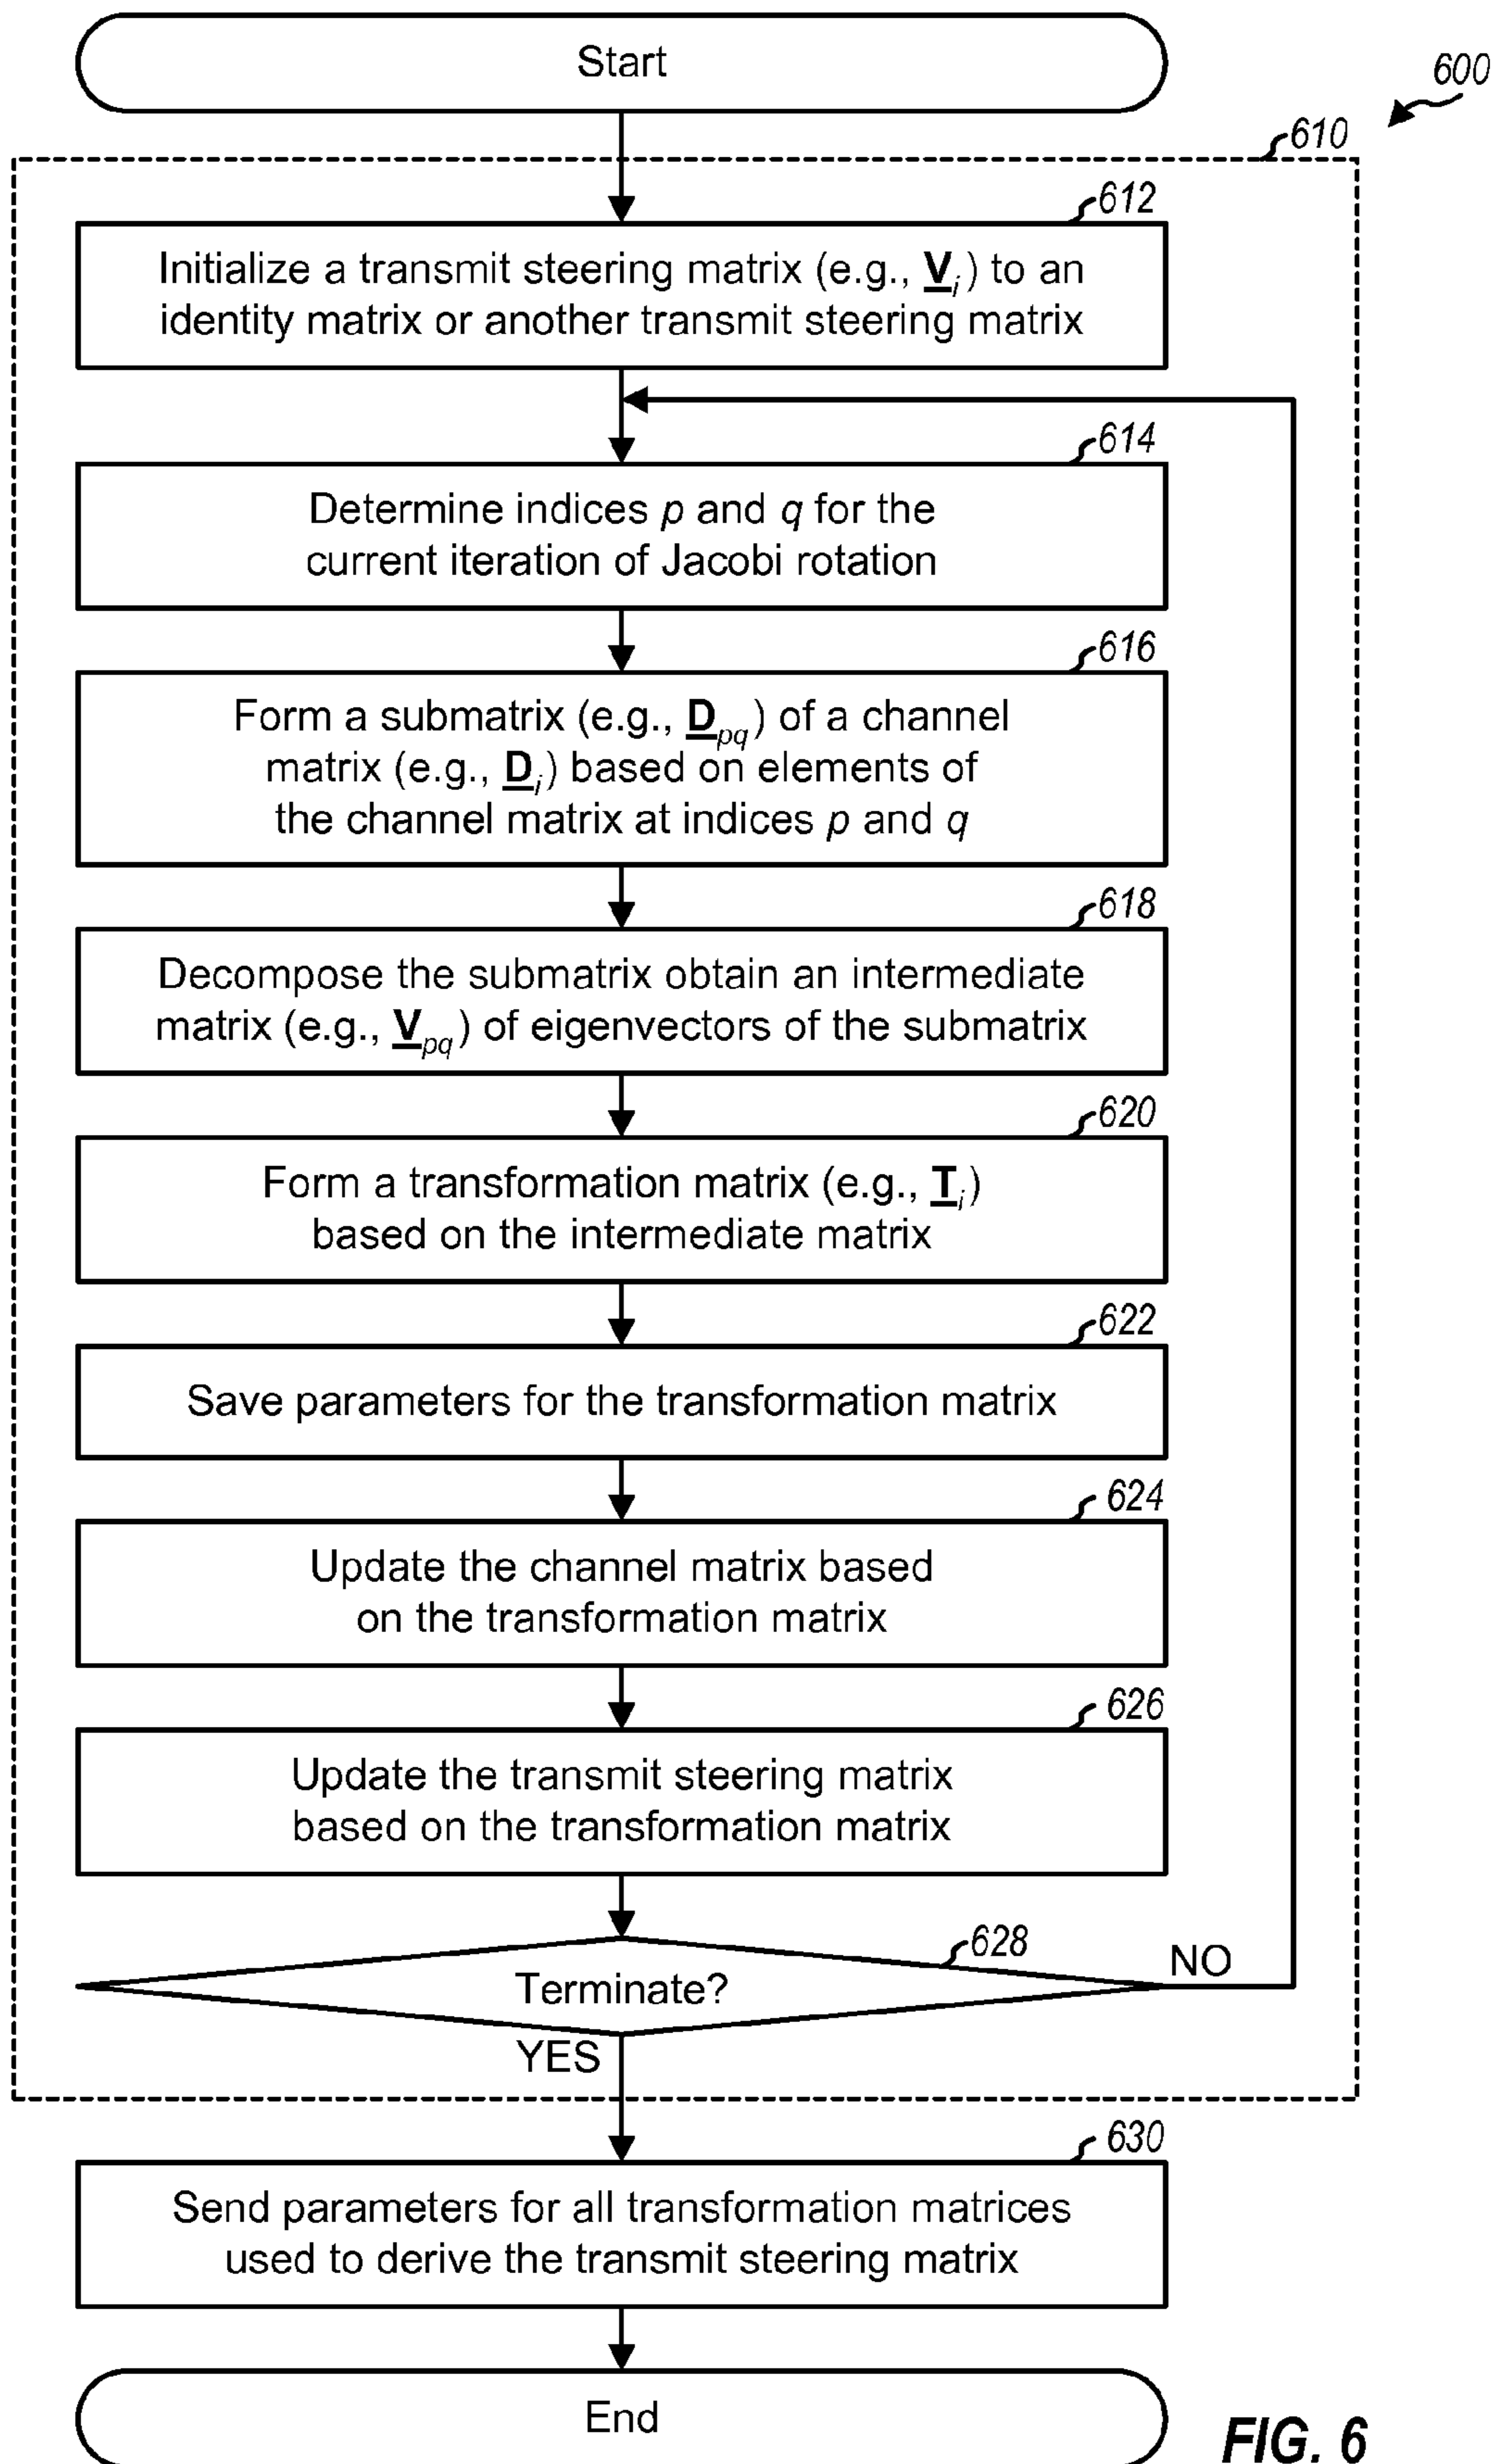 Start
600
610
612
Initialize a transmit steering matrix (e.g., V_i) to an
identity matrix or another transmit steering matrix
614
Determine indices p and q for the
current iteration of Jacobi rotation
616
Form a submatrix (e.g., D_pq) of a channel
matrix (e.g., D_i) based on elements of
the channel matrix at indices p and q
618
Decompose the submatrix obtain an intermediate
matrix (e.g., V_pq) of eigenvectors of the submatrix
620
Form a transformation matrix (e.g., T_i)
based on the intermediate matrix
622
Save parameters for the transformation matrix
624
Update the channel matrix based
on the transformation matrix
626
Update the transmit steering matrix
based on the transformation matrix
628
Terminate?
NO
YES
630
Send parameters for all transformation matrices
used to derive the transmit steering matrix
End
FIG. 6